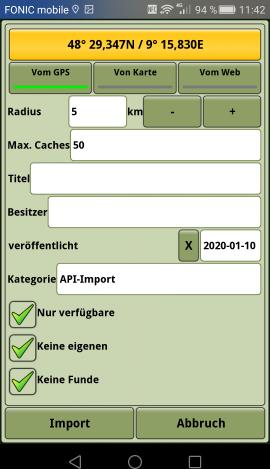 FONIC mobile 94 % 11:42
48° 29,347N / 9° 15,830E
Vom GPS Von Karte Vom Web
Radius 5 km - +
Max. Caches 50
Titel
Besitzer
veröffentlicht X 2020-01-10
Kategorie API-Import
Nur verfügbare
Keine eigenen
Keine Funde
Import Abbruch